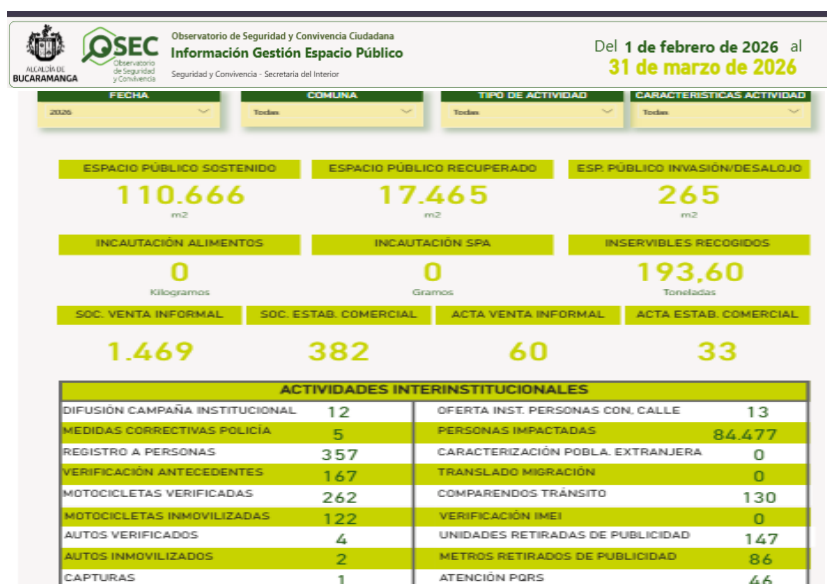 ALCALDÍA DE
BUCARAMANGA
OSEC
Observatorio
de Seguridad
y Convivencia
Observatorio de Seguridad y Convivencia Ciudadana
Información Gestión Espacio Público
Seguridad y Convivencia - Secretaría del Interior
Del 1 de febrero de 2026 al
31 de marzo de 2026
FECHA COMUNA TIPO DE ACTIVIDAD CARACTERÍSTICAS ACTIVIDAD
2026 Todas Todas Todas
ESPACIO PÚBLICO SOSTENIDO ESPACIO PÚBLICO RECUPERADO ESP. PÚBLICO INVASIÓN/DESALOJO
110.666 17.465 265
m2 m2 m2
INCAUTACIÓN ALIMENTOS INCAUTACIÓN SPA INSERVIBLES RECOGIDOS
0 0 193,60
Kilogramos Gramos Toneladas
SOC. VENTA INFORMAL SOC. ESTAB. COMERCIAL ACTA VENTA INFORMAL ACTA ESTAB. COMERCIAL
1.469 382 60 33
ACTIVIDADES INTERINSTITUCIONALES
DIFUSIÓN CAMPAÑA INSTITUCIONAL 12 OFERTA INST. PERSONAS CON, CALLE 13
MEDIDAS CORRECTIVAS POLICÍA 5 PERSONAS IMPACTADAS 84.477
REGISTRO A PERSONAS 357 CARACTERIZACIÓN POBLA. EXTRANJERA 0
VERIFICACIÓN ANTECEDENTES 167 TRANSLADO MIGRACIÓN 0
MOTOCICLETAS VERIFICADAS 262 COMPARENDOS TRÁNSITO 130
MOTOCICLETAS INMOVILIZADAS 122 VERIFICACIÓN IMEI 0
AUTOS VERIFICADOS 4 UNIDADES RETIRADAS DE PUBLICIDAD 147
AUTOS INMOVILIZADOS 2 METROS RETIRADOS DE PUBLICIDAD 86
CAPTURAS 1 ATENCIÓN PQRS 46